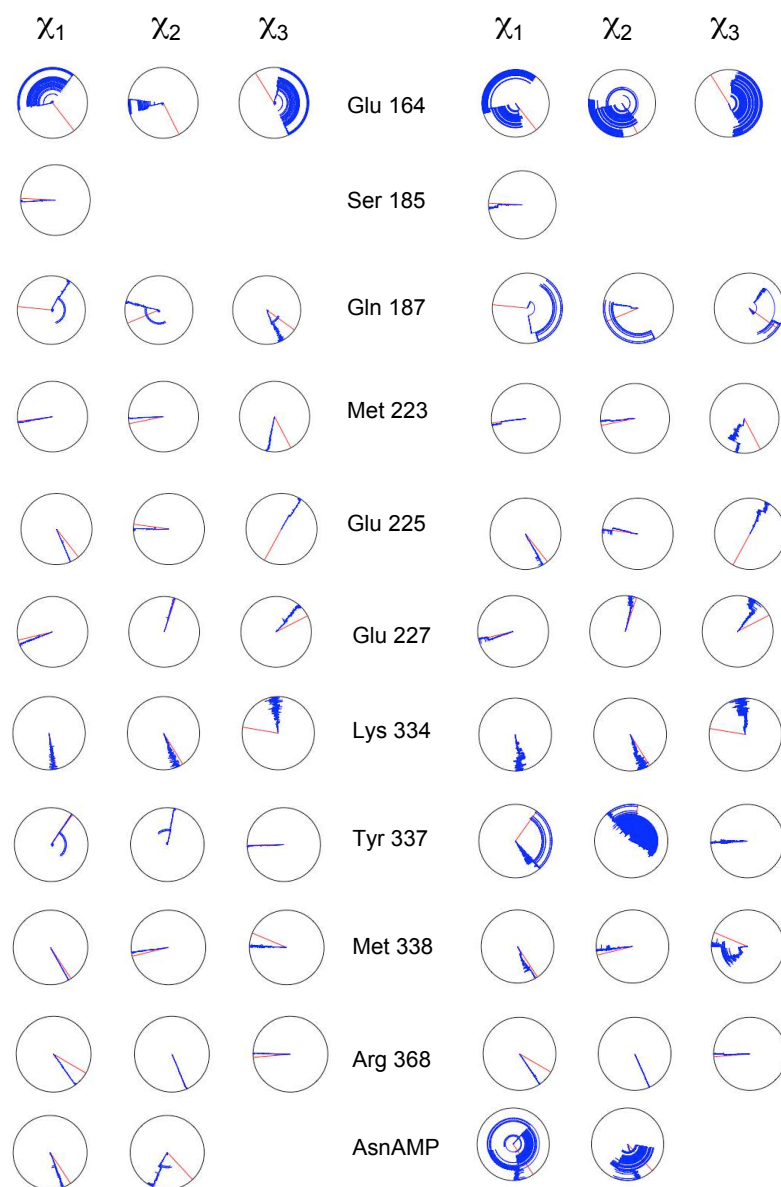 χ1 χ2 χ3 χ1 χ2 χ3
Glu 164
Ser 185
Gln 187
Met 223
Glu 225
Glu 227
Lys 334
Tyr 337
Met 338
Arg 368
AsnAMP